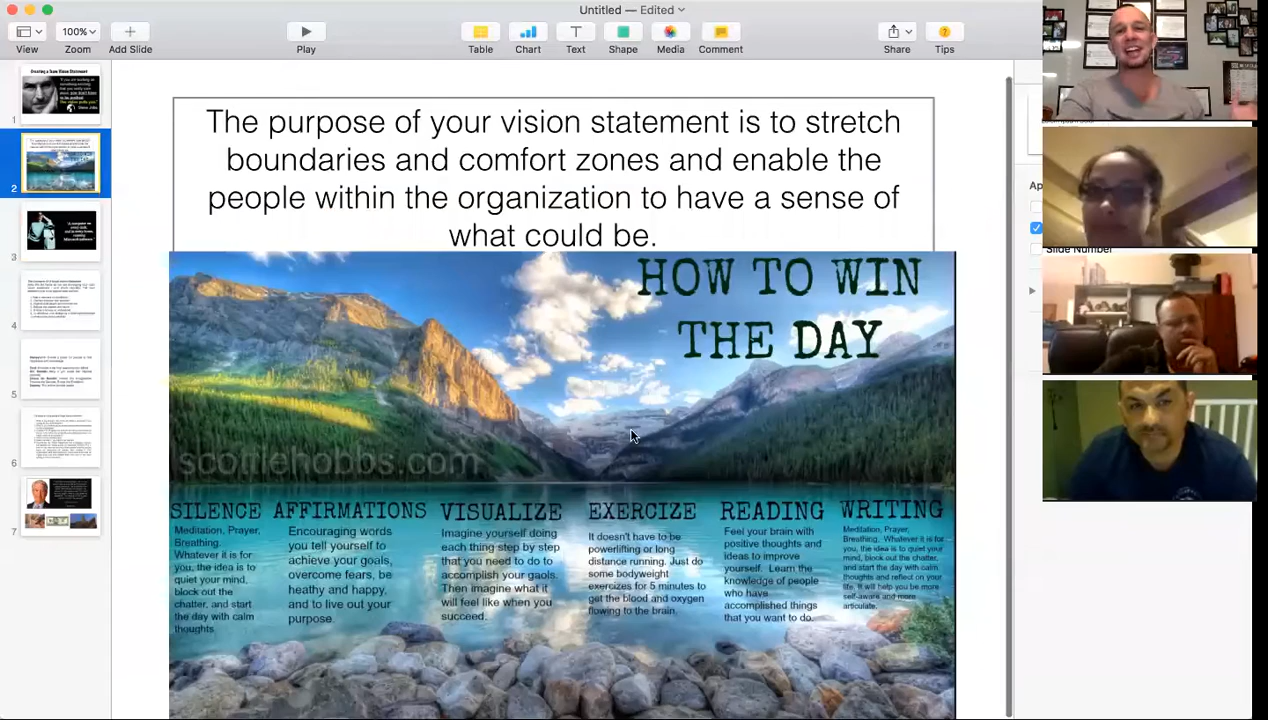 Untitled — Edited
View
100%
Zoom
Add Slide
Play
Table
Chart
Text
Shape
Media
Comment
Share
Tips
1
2
3
4
5
6
7
The purpose of your vision statement is to stretch
boundaries and comfort zones and enable the
people within the organization to have a sense of
what could be.
HOW TO WIN
THE DAY
scottiehobbs.com
SILENCE
Meditation, Prayer,
Breathing.
Whatever it is for
you, the idea is to
quiet your mind,
block out the
chatter, and start
the day with calm
thoughts.
AFFIRMATIONS
Encouraging words
you tell yourself to
achieve your goals,
overcome fears, be
heathy and happy,
and to live out your
purpose.
VISUALIZE
Imagine yourself doing
each thing step by step
that you need to do to
accomplish your gaols.
Then imagine what it
will feel like when you
succeed.
EXERCIZE
It doesn't have to be
powerlifting or long
distance running. Just do
some bodyweight
exercizes for 5 minutes to
get the blood and oxygen
flowing to the brain.
READING
Feel your brain with
positive thoughts and
ideas to improve
yourself. Learn the
knowledge of people
who have
accomplished things
that you want to do.
WRITING
Meditation, Prayer,
Breathing. Whatever it is for
you, the idea is to quiet your
mind, block out the chatter,
and start the day with calm
thoughts and reflect on your
life. It will help you be more
self-aware and more
articulate.
Ap
Slide Number